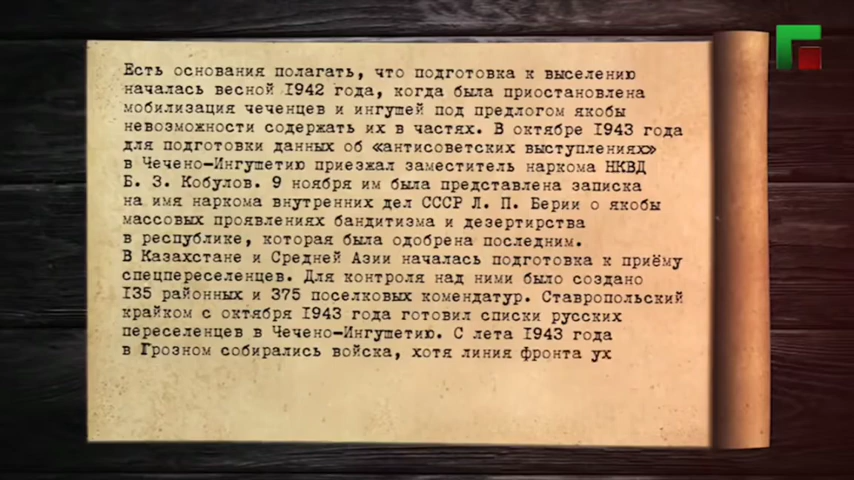 Есть основания полагать, что подготовка к выселению
началась весной 1942 года, когда была приостановлена
мобилизация чеченцев и ингушей под предлогом якобы
невозможности содержать их в частях. В октябре 1943 года
для подготовки данных об «антисоветских выступлениях»
в Чечено-Ингушетию приезжал заместитель наркома НКВД
Б. З. Кобулов. 9 ноября им была представлена записка
на имя наркома внутренних дел СССР Л. П. Берии о якобы
массовых проявлениях бандитизма и дезертирства
в республике, которая была одобрена последним.
В Казахстане и Средней Азии началась подготовка к приёму
спецпереселенцев. Для контроля над ними было создано
135 районных и 375 поселковых комендатур. Ставропольский
крайком с октября 1943 года готовил списки русских
переселенцев в Чечено-Ингушетию. С лета 1943 года
в Грозном собирались войска, хотя линия фронта ух